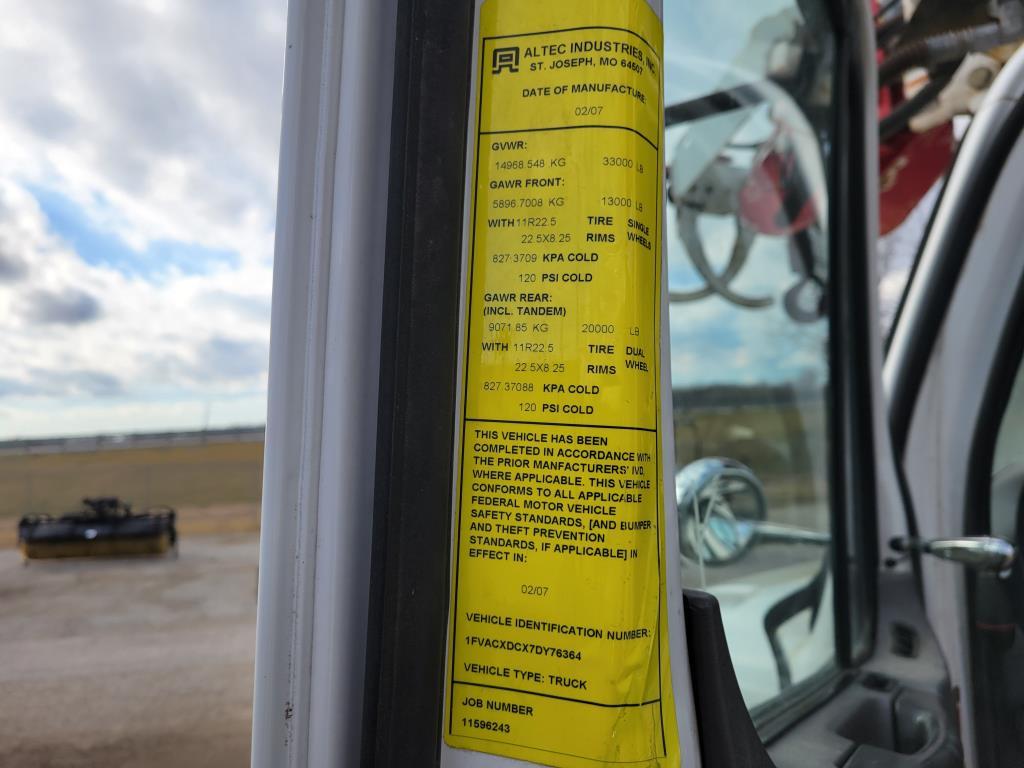 ALTEC INDUSTRIES, INC.
ST. JOSEPH, MO 64507
DATE OF MANUFACTURE:
02/07
GVWR:
14968.548 KG 33000 LB
GAWR FRONT:
5896.7008 KG 13000 LB
WITH 11R22.5 TIRE SINGLE
22.5X8.25 RIMS WHEELS
827.3709 KPA COLD
120 PSI COLD
GAWR REAR:
(INCL. TANDEM)
9071.85 KG 20000 LB
WITH 11R22.5 TIRE DUAL
22.5X8.25 RIMS WHEEL
827.37088 KPA COLD
120 PSI COLD
THIS VEHICLE HAS BEEN
COMPLETED IN ACCORDANCE WITH
THE PRIOR MANFACTURERS' IVD,
WHERE APPLICABLE. THIS VEHICLE
CONFORMS TO ALL APPLICABLE
FEDERAL MOTOR VEHICLE
SAFETY STANDARDS, [AND BUMPER
AND THEFT PREVENTION
STANDARDS, IF APPLICABLE] IN
EFFECT IN:
02/07
VEHICLE IDENTIFICATION NUMBER:
1FVACXDCX7DY76364
VEHICLE TYPE: TRUCK
JOB NUMBER
11596243